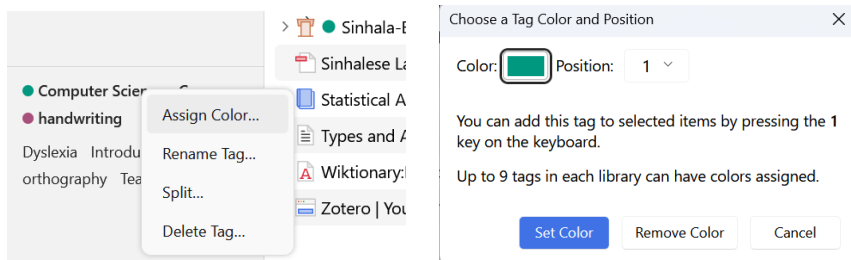 Sinhala-E
Sinhalese La
Computer Scien
Statistical A
handwriting
Assign Color...
Types and A
Dyslexia Introdu
Rename Tag...
Wiktionary:
orthography Tea
Split...
Zotero | You
Delete Tag...
Choose a Tag Color and Position
Color: Position: 1
You can add this tag to selected items by pressing the 1
key on the keyboard.
Up to 9 tags in each library can have colors assigned.
Set Color Remove Color Cancel